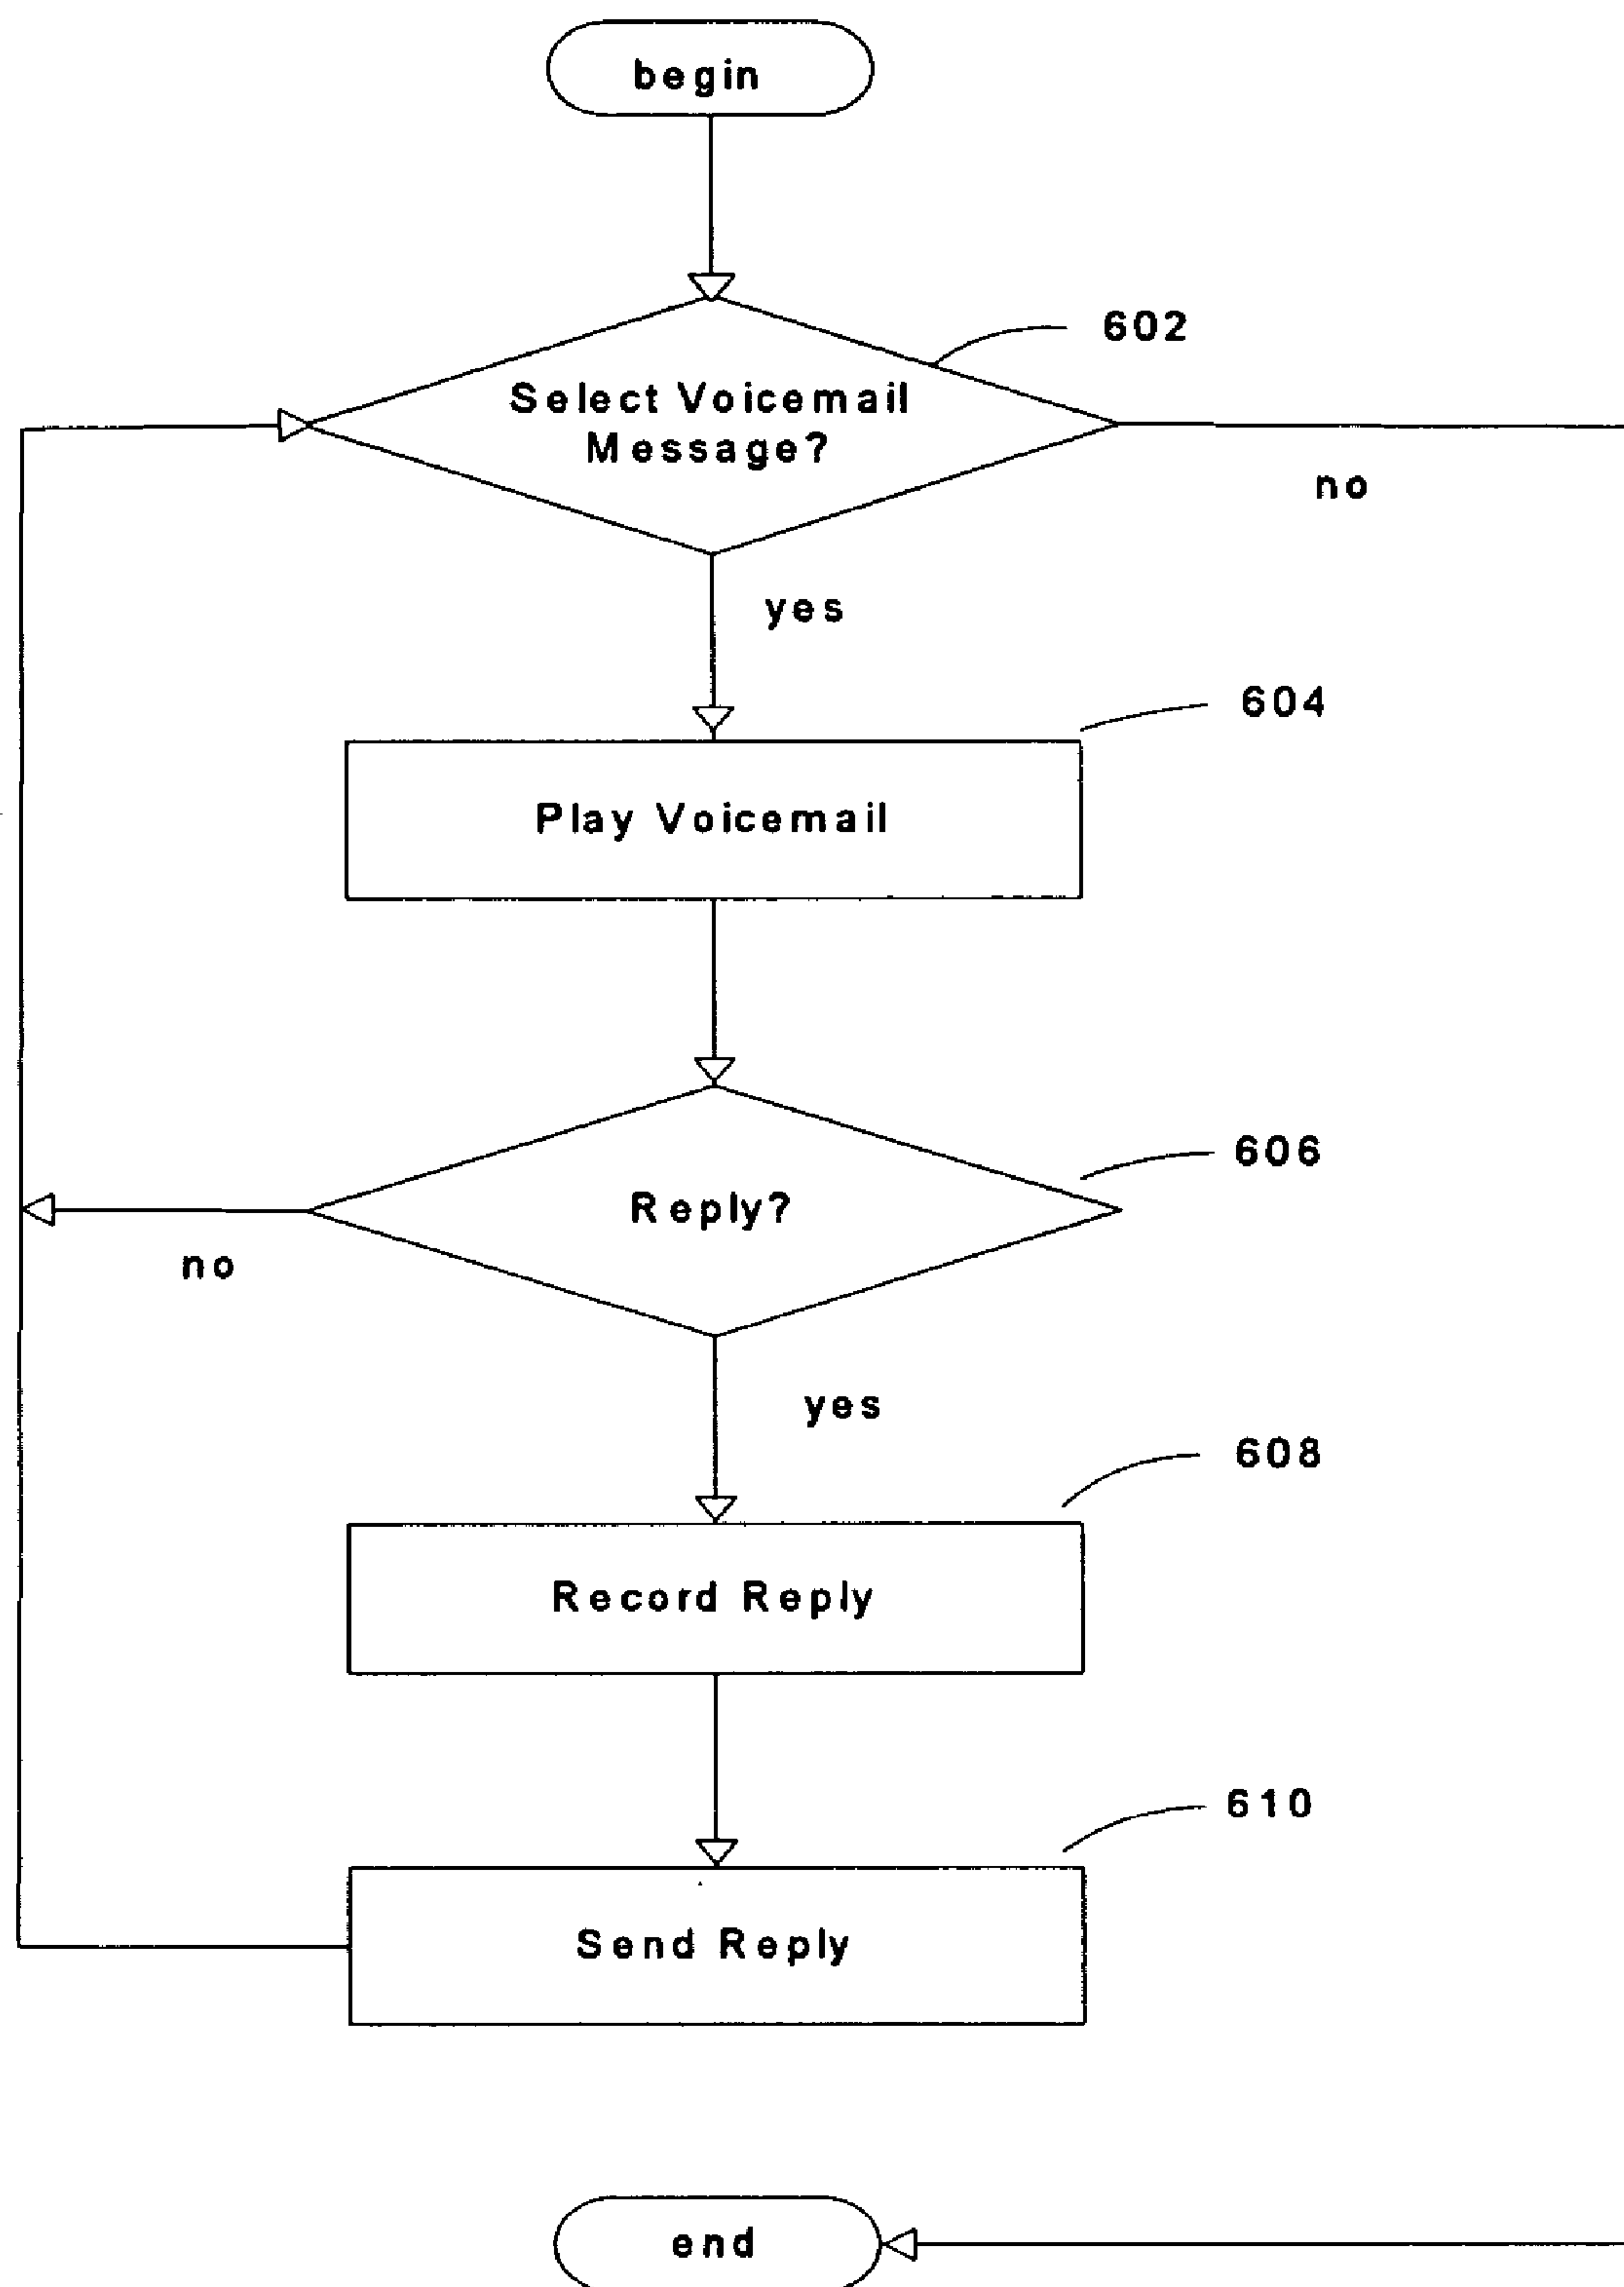 begin
602
Select Voicemail
Message?
no
yes
604
Play Voicemail
606
Reply?
no
yes
608
Record Reply
610
Send Reply
end